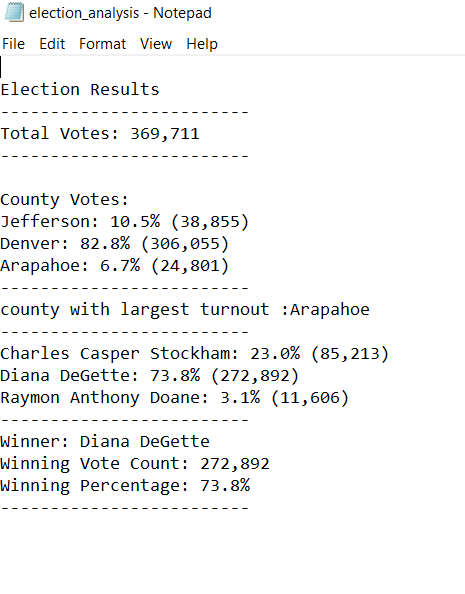 election_analysis - Notepad
File Edit Format View Help
Election Results
-------------------------
Total Votes: 369,711
-------------------------
County Votes:
Jefferson: 10.5% (38,855)
Denver: 82.8% (306,055)
Arapahoe: 6.7% (24,801)
-------------------------
county with largest turnout :Arapahoe
-------------------------
Charles Casper Stockham: 23.0% (85,213)
Diana DeGette: 73.8% (272,892)
Raymon Anthony Doane: 3.1% (11,606)
-------------------------
Winner: Diana DeGette
Winning Vote Count: 272,892
Winning Percentage: 73.8%
-------------------------